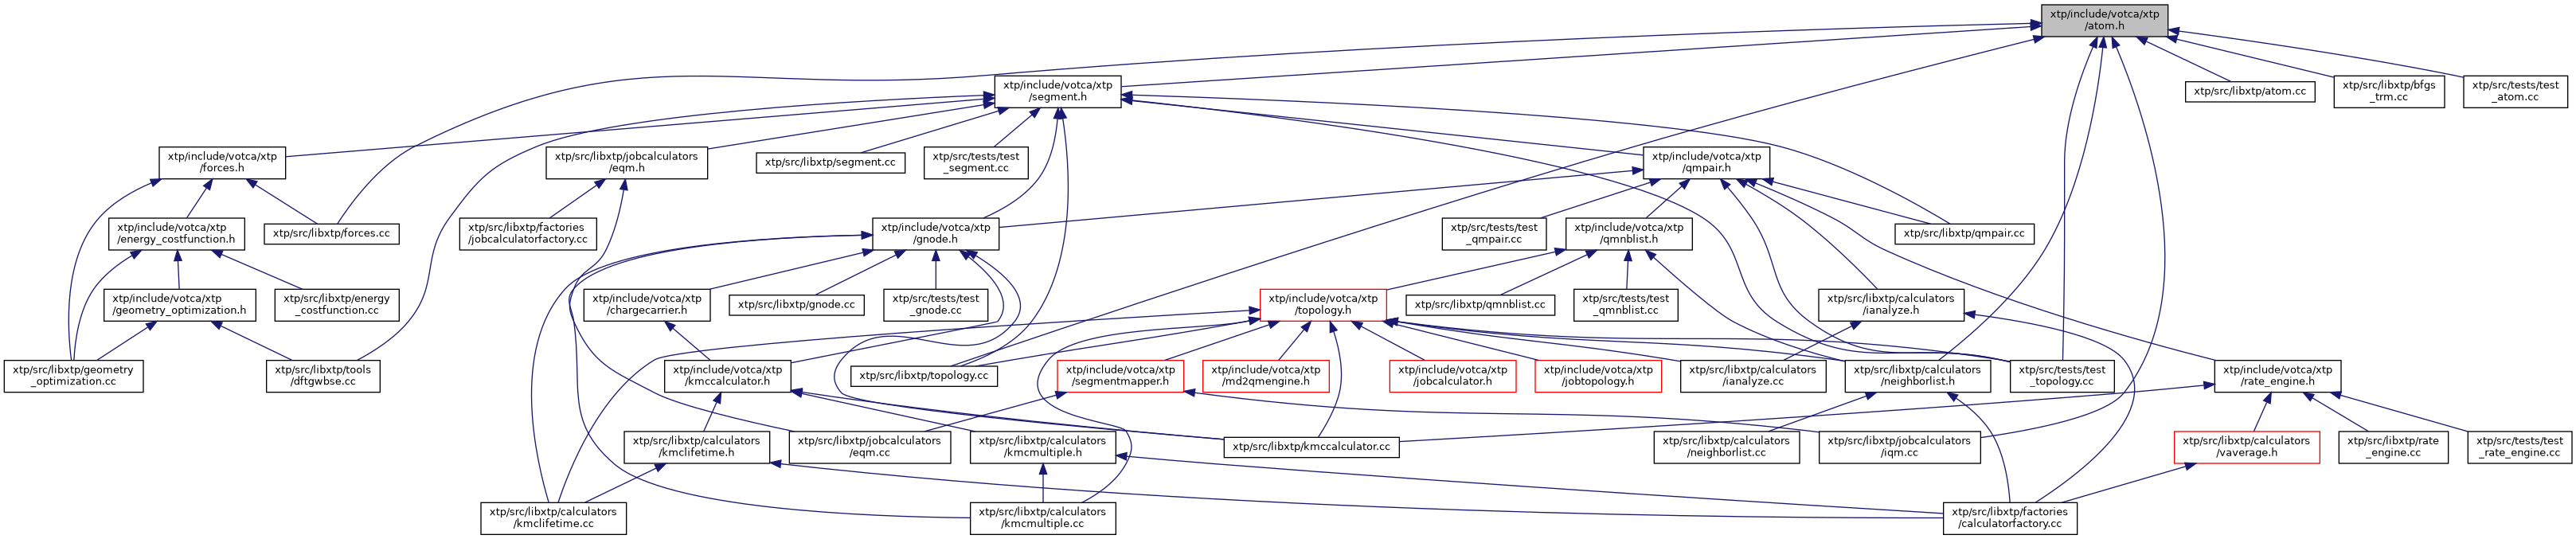 xtp/include/votca/xtp
/atom.h
xtp/include/votca/xtp
/segment.h
xtp/src/libxtp/atom.cc
xtp/src/libxtp/bfgs
_trm.cc
xtp/src/tests/test
_atom.cc
xtp/include/votca/xtp
/forces.h
xtp/src/libxtp/jobcalculators
/eqm.h
xtp/src/libxtp/segment.cc
xtp/src/tests/test
_segment.cc
xtp/include/votca/xtp
/qmpair.h
xtp/include/votca/xtp
/energy_costfunction.h
xtp/src/libxtp/forces.cc
xtp/src/libxtp/factories
/jobcalculatorfactory.cc
xtp/include/votca/xtp
/gnode.h
xtp/src/tests/test
_qmpair.cc
xtp/include/votca/xtp
/qmnblist.h
xtp/src/libxtp/qmpair.cc
xtp/include/votca/xtp
/geometry_optimization.h
xtp/src/libxtp/energy
_costfunction.cc
xtp/include/votca/xtp
/chargecarrier.h
xtp/src/libxtp/gnode.cc
xtp/src/tests/test
_gnode.cc
xtp/include/votca/xtp
/topology.h
xtp/src/libxtp/qmnblist.cc
xtp/src/tests/test
_qmnblist.cc
xtp/src/libxtp/calculators
/ianalyze.h
xtp/src/libxtp/geometry
_optimization.cc
xtp/src/libxtp/tools
/dftgwbse.cc
xtp/include/votca/xtp
/kmccalculator.h
xtp/src/libxtp/topology.cc
xtp/include/votca/xtp
/segmentmapper.h
xtp/include/votca/xtp
/md2qmengine.h
xtp/include/votca/xtp
/jobcalculator.h
xtp/include/votca/xtp
/jobtopology.h
xtp/src/libxtp/calculators
/ianalyze.cc
xtp/src/libxtp/calculators
/neighborlist.h
xtp/src/tests/test
_topology.cc
xtp/include/votca/xtp
/rate_engine.h
xtp/src/libxtp/calculators
/kmclifetime.h
xtp/src/libxtp/jobcalculators
/eqm.cc
xtp/src/libxtp/calculators
/kmcmultiple.h
xtp/src/libxtp/kmccalculator.cc
xtp/src/libxtp/calculators
/neighborlist.cc
xtp/src/libxtp/jobcalculators
/iqm.cc
xtp/src/libxtp/calculators
/vaverage.h
xtp/src/libxtp/rate
_engine.cc
xtp/src/tests/test
_rate_engine.cc
xtp/src/libxtp/calculators
/kmclifetime.cc
xtp/src/libxtp/calculators
/kmcmultiple.cc
xtp/src/libxtp/factories
/calculatorfactory.cc